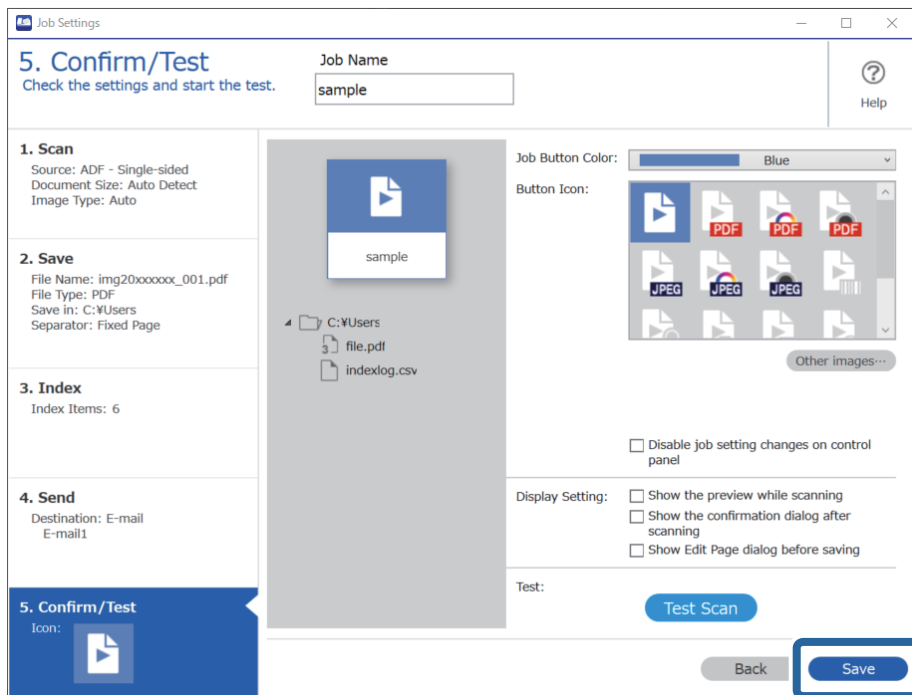 Job Settings
5. Confirm/Test
Check the settings and start the test.
Job Name
sample
?
Help
1. Scan
Source: ADF - Single-sided
Document Size: Auto Detect
Image Type: Auto
2. Save
File Name: img20xxxxxx_001.pdf
File Type: PDF
Save in: C:¥Users
Separator: Fixed Page
3. Index
Index Items: 6
4. Send
Destination: E-mail
E-mail1
5. Confirm/Test
Icon:
sample
C:¥Users
3 file.pdf
indexlog.csv
Job Button Color:
Blue
Button Icon:
PDF PDF PDF
JPEG JPEG JPEG
Other images···
Disable job setting changes on control
panel
Display Setting:
Show the preview while scanning
Show the confirmation dialog after
scanning
Show Edit Page dialog before saving
Test:
Test Scan
Back
Save